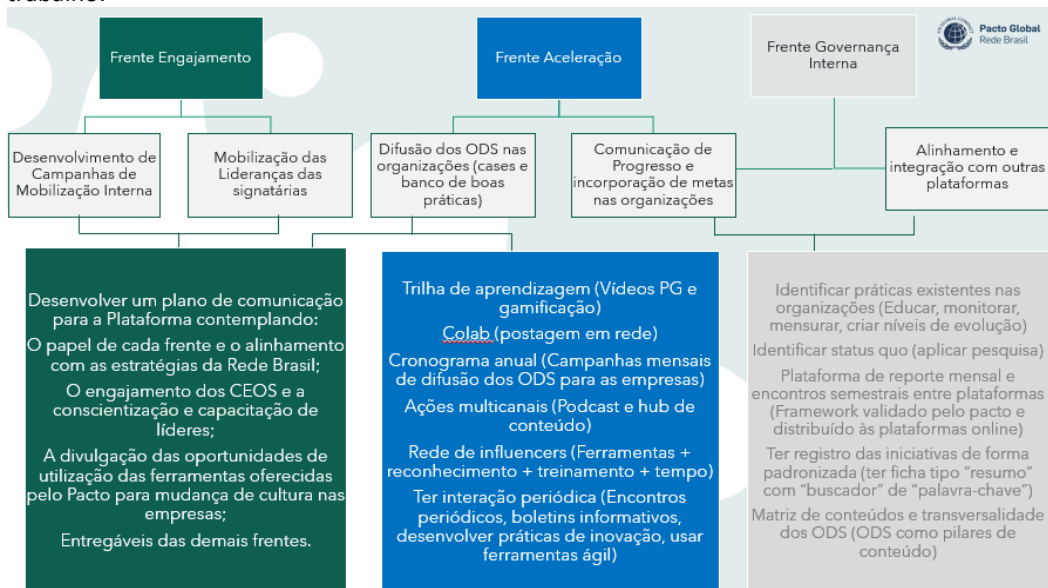 trabalho.
Frente Engajamento
Frente Aceleração
Frente Governança
Interna
Pacto Global
Rede Brasil
Desenvolvimento de
Campanhas de
Mobilização Interna
Mobilização das
Lideranças das
signatárias
Difusão dos ODS nas
organizações (cases e
banco de boas
práticas)
Comunicação de
Progresso e
incorporação de metas
nas organizações
Alinhamento e
integração com outras
plataformas
Desenvolver um plano de comunicação
para a Plataforma contemplando:
O papel de cada frente e o alinhamento
com as estratégias da Rede Brasil;
O engajamento dos CEOS e a
conscientização e capacitação de
líderes;
A divulgação das oportunidades de
utilização das ferramentas oferecidas
pelo Pacto para mudança de cultura nas
empresas;
Entregáveis das demais frentes.
Trilha de aprendizagem (Vídeos PG e
gamificação)
Colab (postagem em rede)
Cronograma anual (Campanhas mensais
de difusão dos ODS para as empresas)
Ações multicanais (Podcast e hub de
conteúdo)
Rede de influencers (Ferramentas +
reconhecimento + treinamento + tempo)
Ter interação periódica (Encontros
periódicos, boletins informativos,
desenvolver práticas de inovação, usar
ferramentas ágil)
Identificar práticas existentes nas
organizações (Educar, monitorar,
mensurar, criar níveis de evolução)
Identificar status quo (aplicar pesquisa)
Plataforma de reporte mensal e
encontros semestrais entre plataformas
(Framework validado pelo pacto e
distribuído às plataformas online)
Ter registro das iniciativas de forma
padronizada (ter ficha tipo "resumo"
com "buscador" de "palavra-chave")
Matriz de conteúdos e transversalidade
dos ODS (ODS como pilares de
conteúdo)